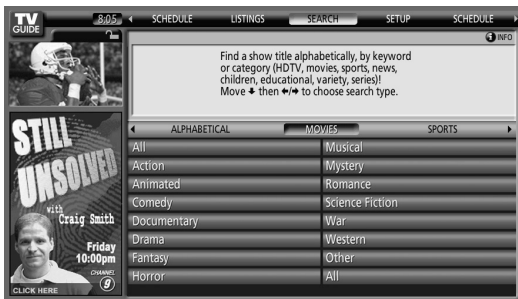 TV
GUIDE
8:05
SCHEDULE LISTINGS SEARCH SETUP SCHEDULE
i INFO
Find a show title alphabetically, by keyword
or category (HDTV, movies, sports, news,
children, educational, variety, series)!
Move ↓ then ←/→ to choose search type.
ALPHABETICAL MOVIES SPORTS
All Musical
Action Mystery
Animated Romance
Comedy Science Fiction
Documentary War
Drama Western
Fantasy Other
Horror All
STILL
UNSOLVED
with
Craig Smith
Friday
10:00pm
CHANNEL
9
CLICK HERE